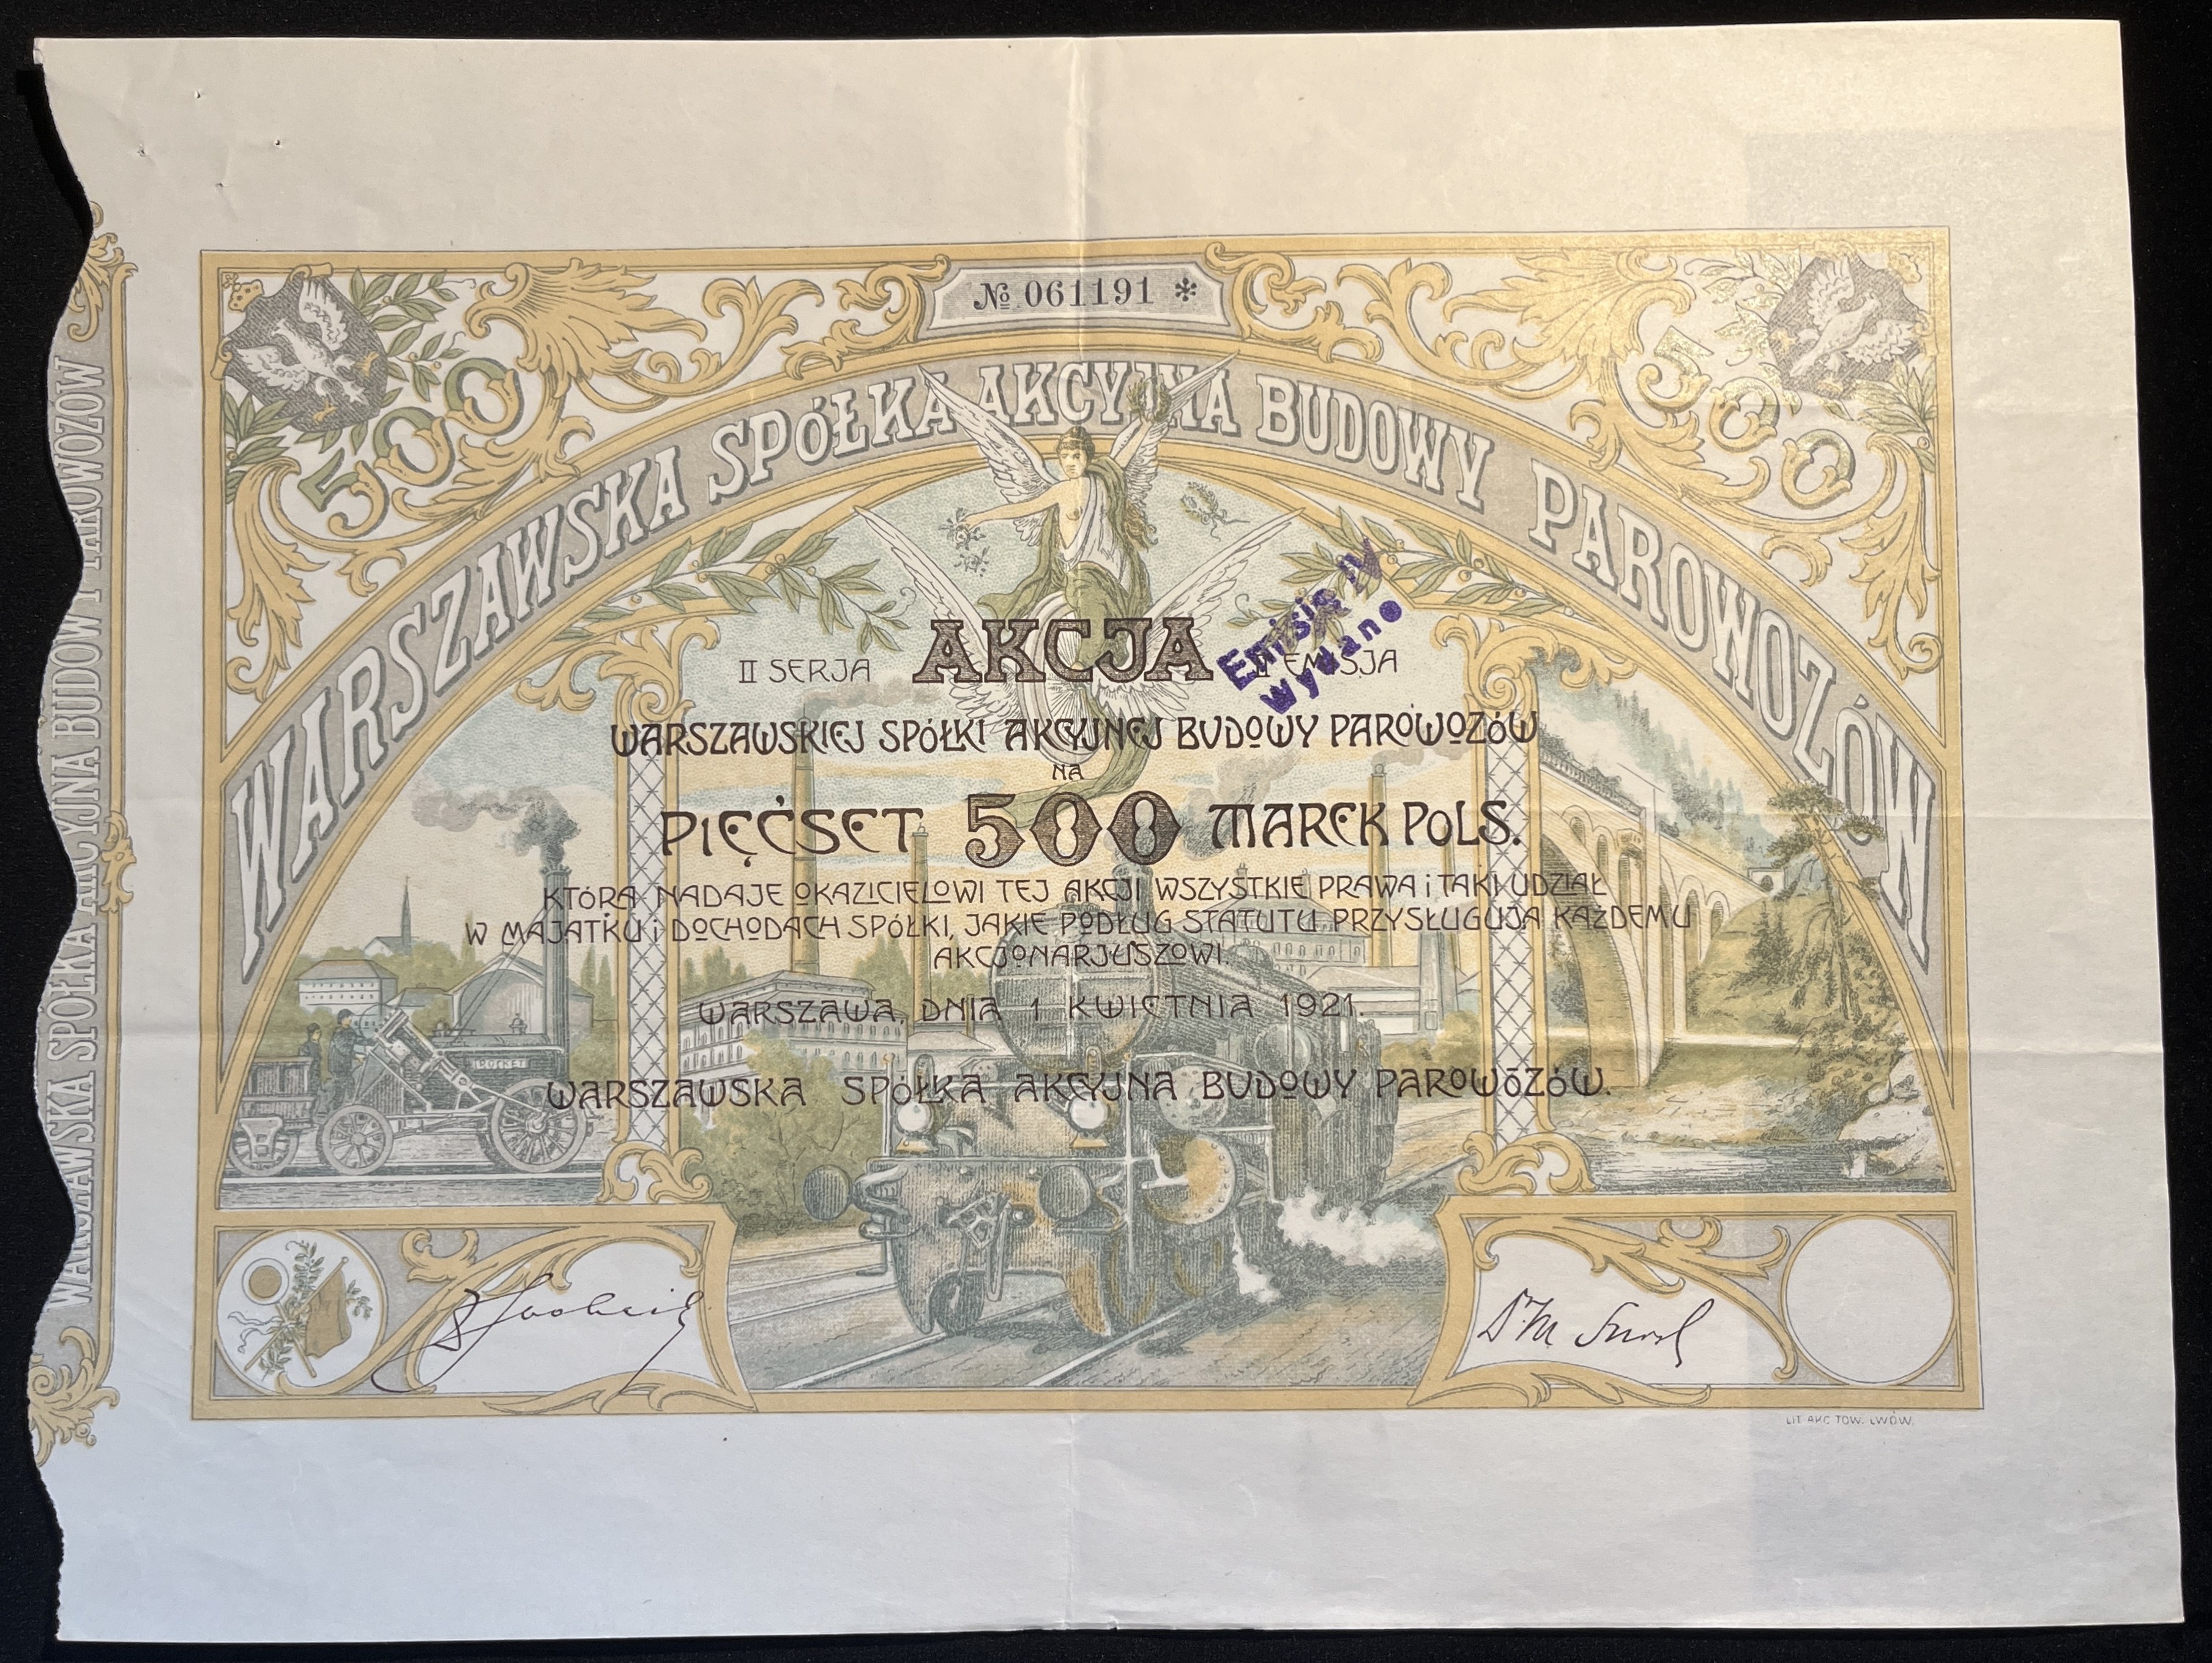 № 061191 *
500
500
WARSZAWSKA SPÓŁKA AKCYJNA BUDOWY PAROWOZÓW
Emisję IV
wydano
II SERJA AKCJA II EMISJA
WARSZAWSKIEJ SPÓŁKI AKCYJNEJ BUDOWY PAROWOZÓW
NA
PIĘĆSET 500 MAREK POLS.
KTÓRA NADAJE OKAZICIELOWI TEJ AKCJI WSZYSTKIE PRAWA i TAKI UDZIAŁ
W MAJĄTKU i DOCHODACH SPÓŁKI, JAKIE PODŁUG STATUTU PRZYSŁUGUJĄ KAŻDEMU
AKCJONARJUSZOWI.
WARSZAWA, DNIA 1 KWIETNIA 1921.
ROCKET
WARSZAWSKA SPÓŁKA AKCYJNA BUDOWY PAROWOZÓW.
LIT. AKC. TOW. LWÓW.
WARSZAWSKA SPÓŁKA AKCYJNA BUDOWY PAROWOZÓW